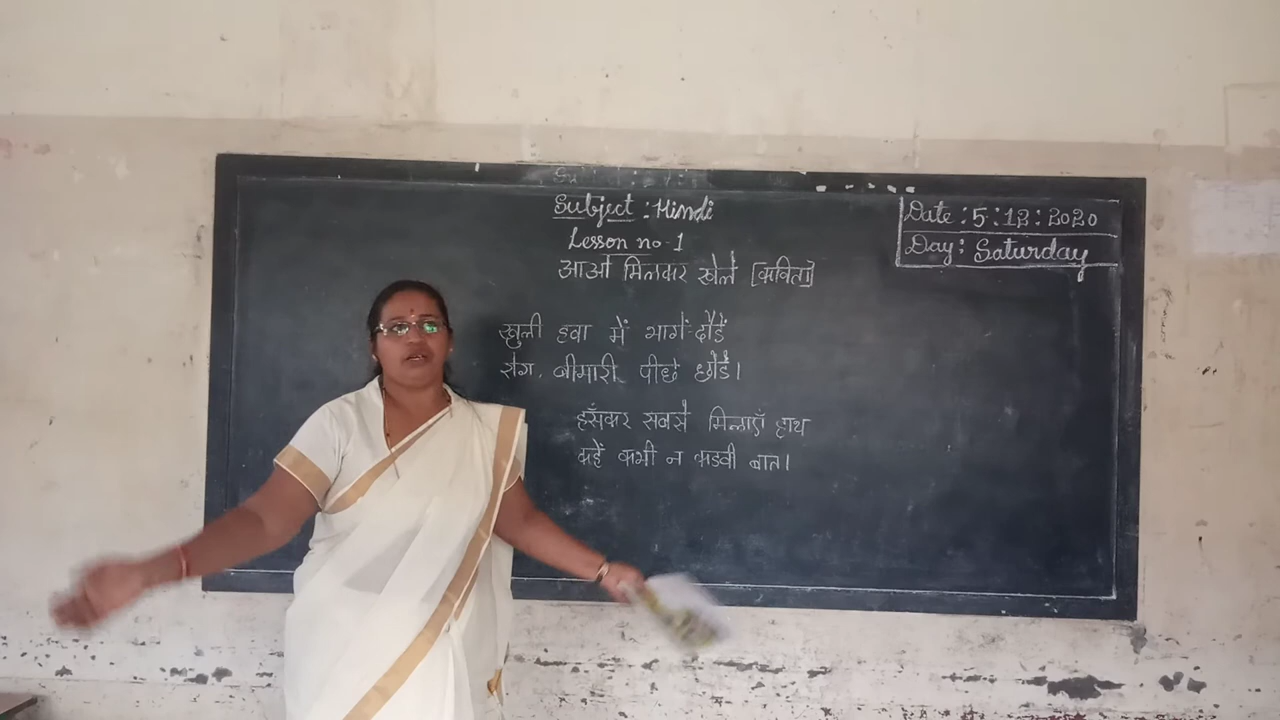 Subject : Hindi
Lesson no-1
आओ मिलकर खेले [कविता]
Date : 5 : 12 : 2020
Day : Saturday
खुली हवा में भागें-दौडें
रोग, बीमारी पीछे छोडें।
हँसकर सबसे मिलाएँ हाथ
कहें कभी न कडवी बात।